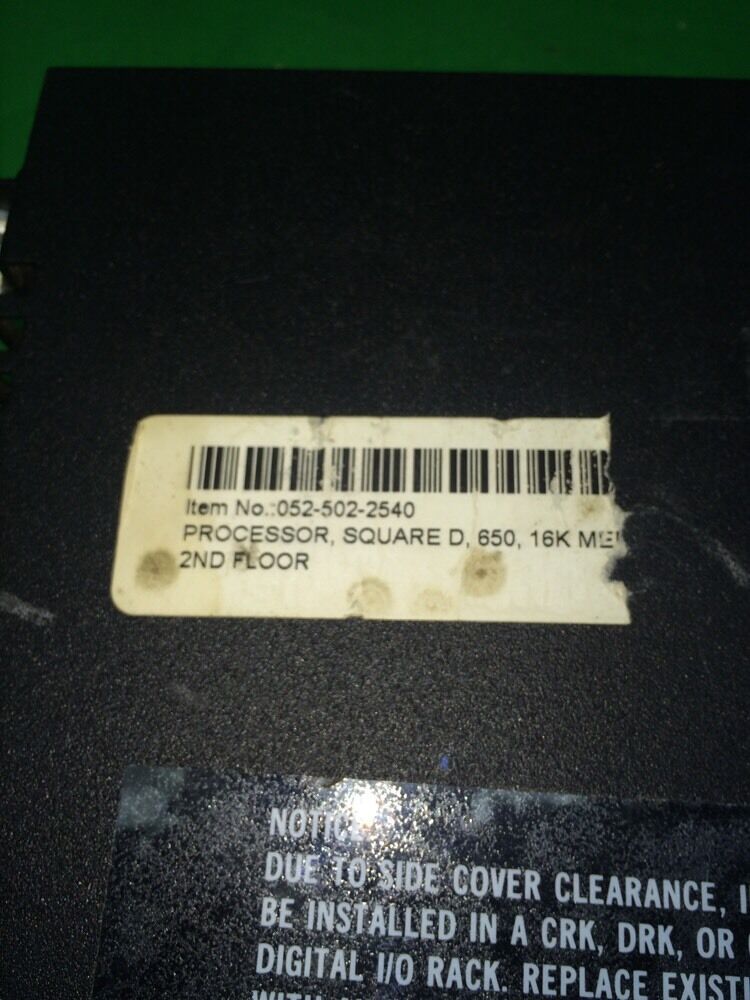 Item No.:052-502-2540
PROCESSOR, SQUARE D, 650, 16K
2ND FLOOR
NOTICE
DUE TO SIDE COVER CLEARANCE,
BE INSTALLED IN A CRK, DRK, OR
DIGITAL I/O RACK. REPLACE